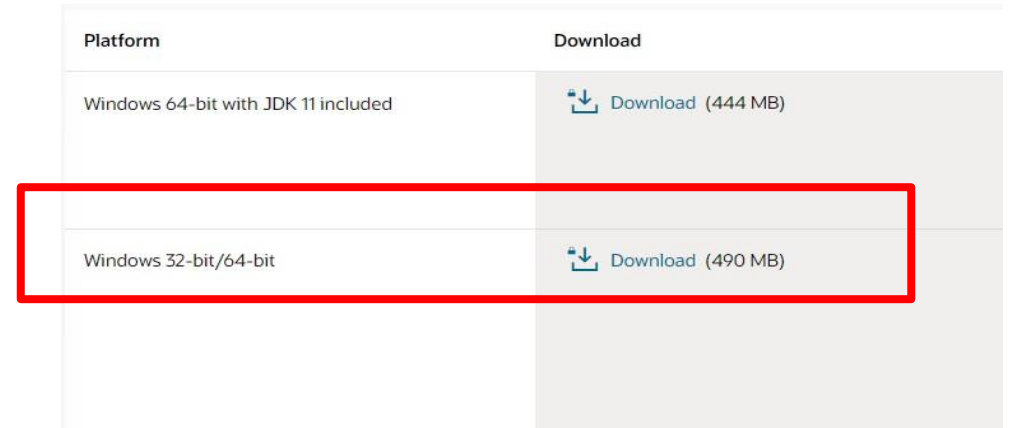 Platform Download
Windows 64-bit with JDK 11 included Download (444 MB)
Windows 32-bit/64-bit Download (490 MB)